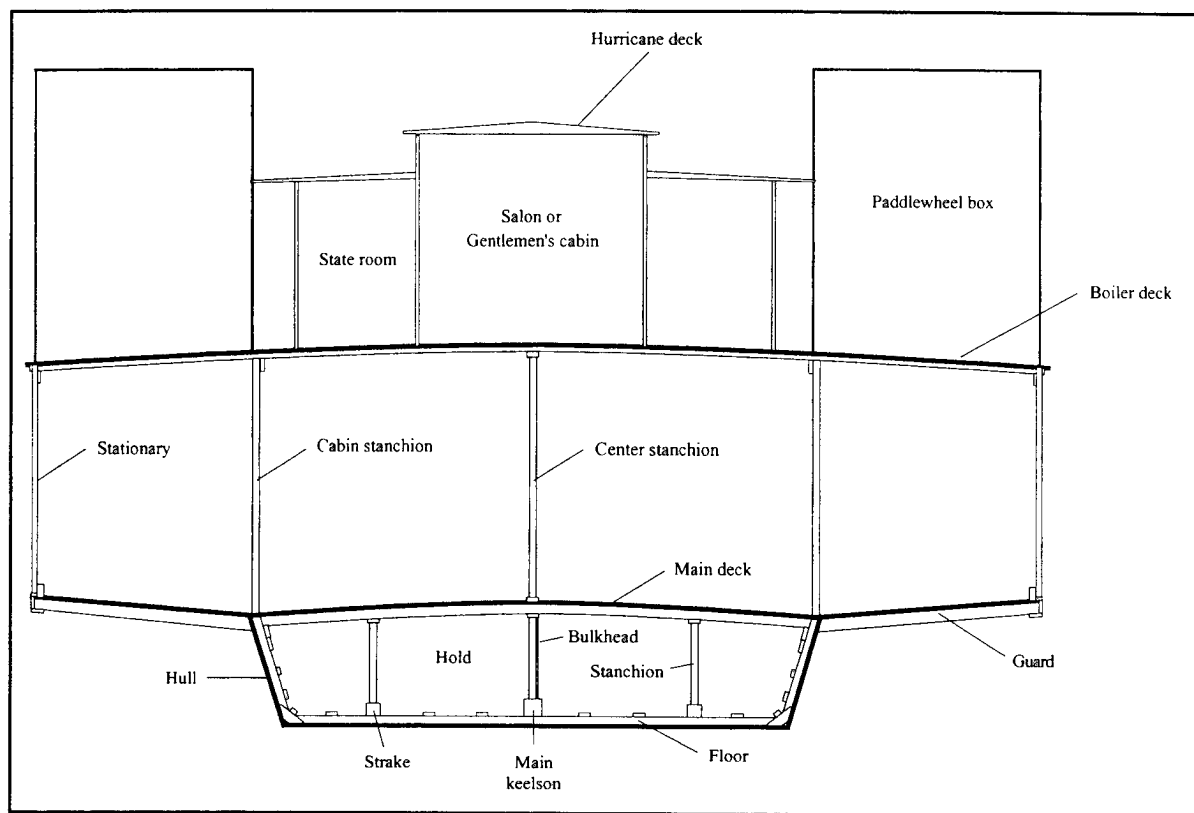 Hurricane deck
Salon or
Gentlemen's cabin
Paddlewheel box
State room
Boiler deck
Stationary
Cabin stanchion
Center stanchion
Main deck
Bulkhead
Hold
Stanchion
Guard
Hull
Strake
Main
keelson
Floor